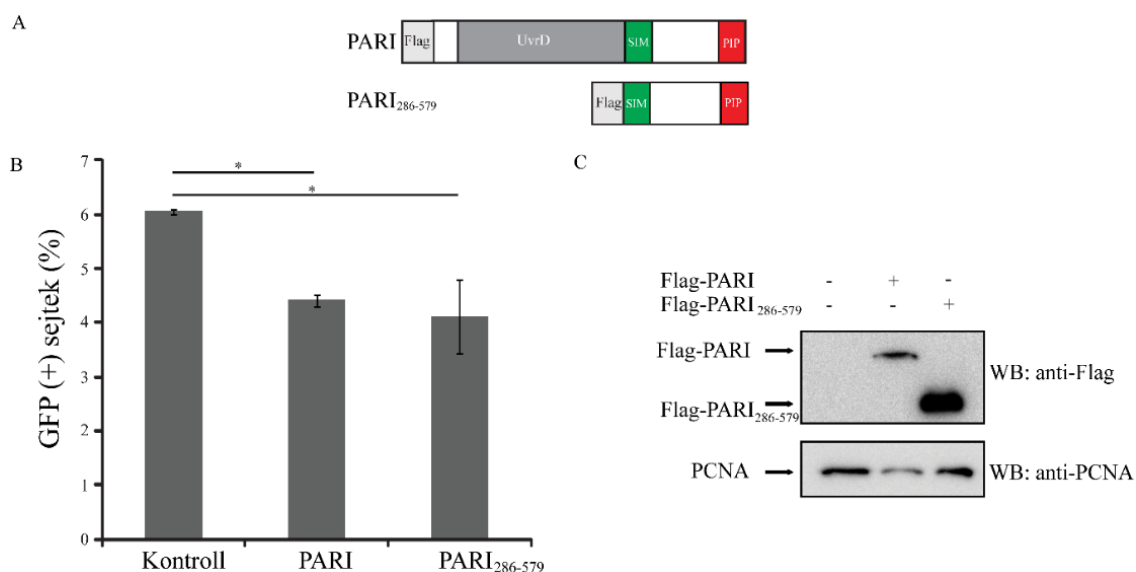 A
PARI Flag UvrD SIM PIP
PARI286-579 Flag SIM PIP
B
GFP (+) sejtek (%)
7
6
5
4
3
2
1
0
*
*
Kontroll PARI PARI286-579
C
Flag-PARI - + -
Flag-PARI286-579 - - +
Flag-PARI
Flag-PARI286-579
WB: anti-Flag
PCNA
WB: anti-PCNA